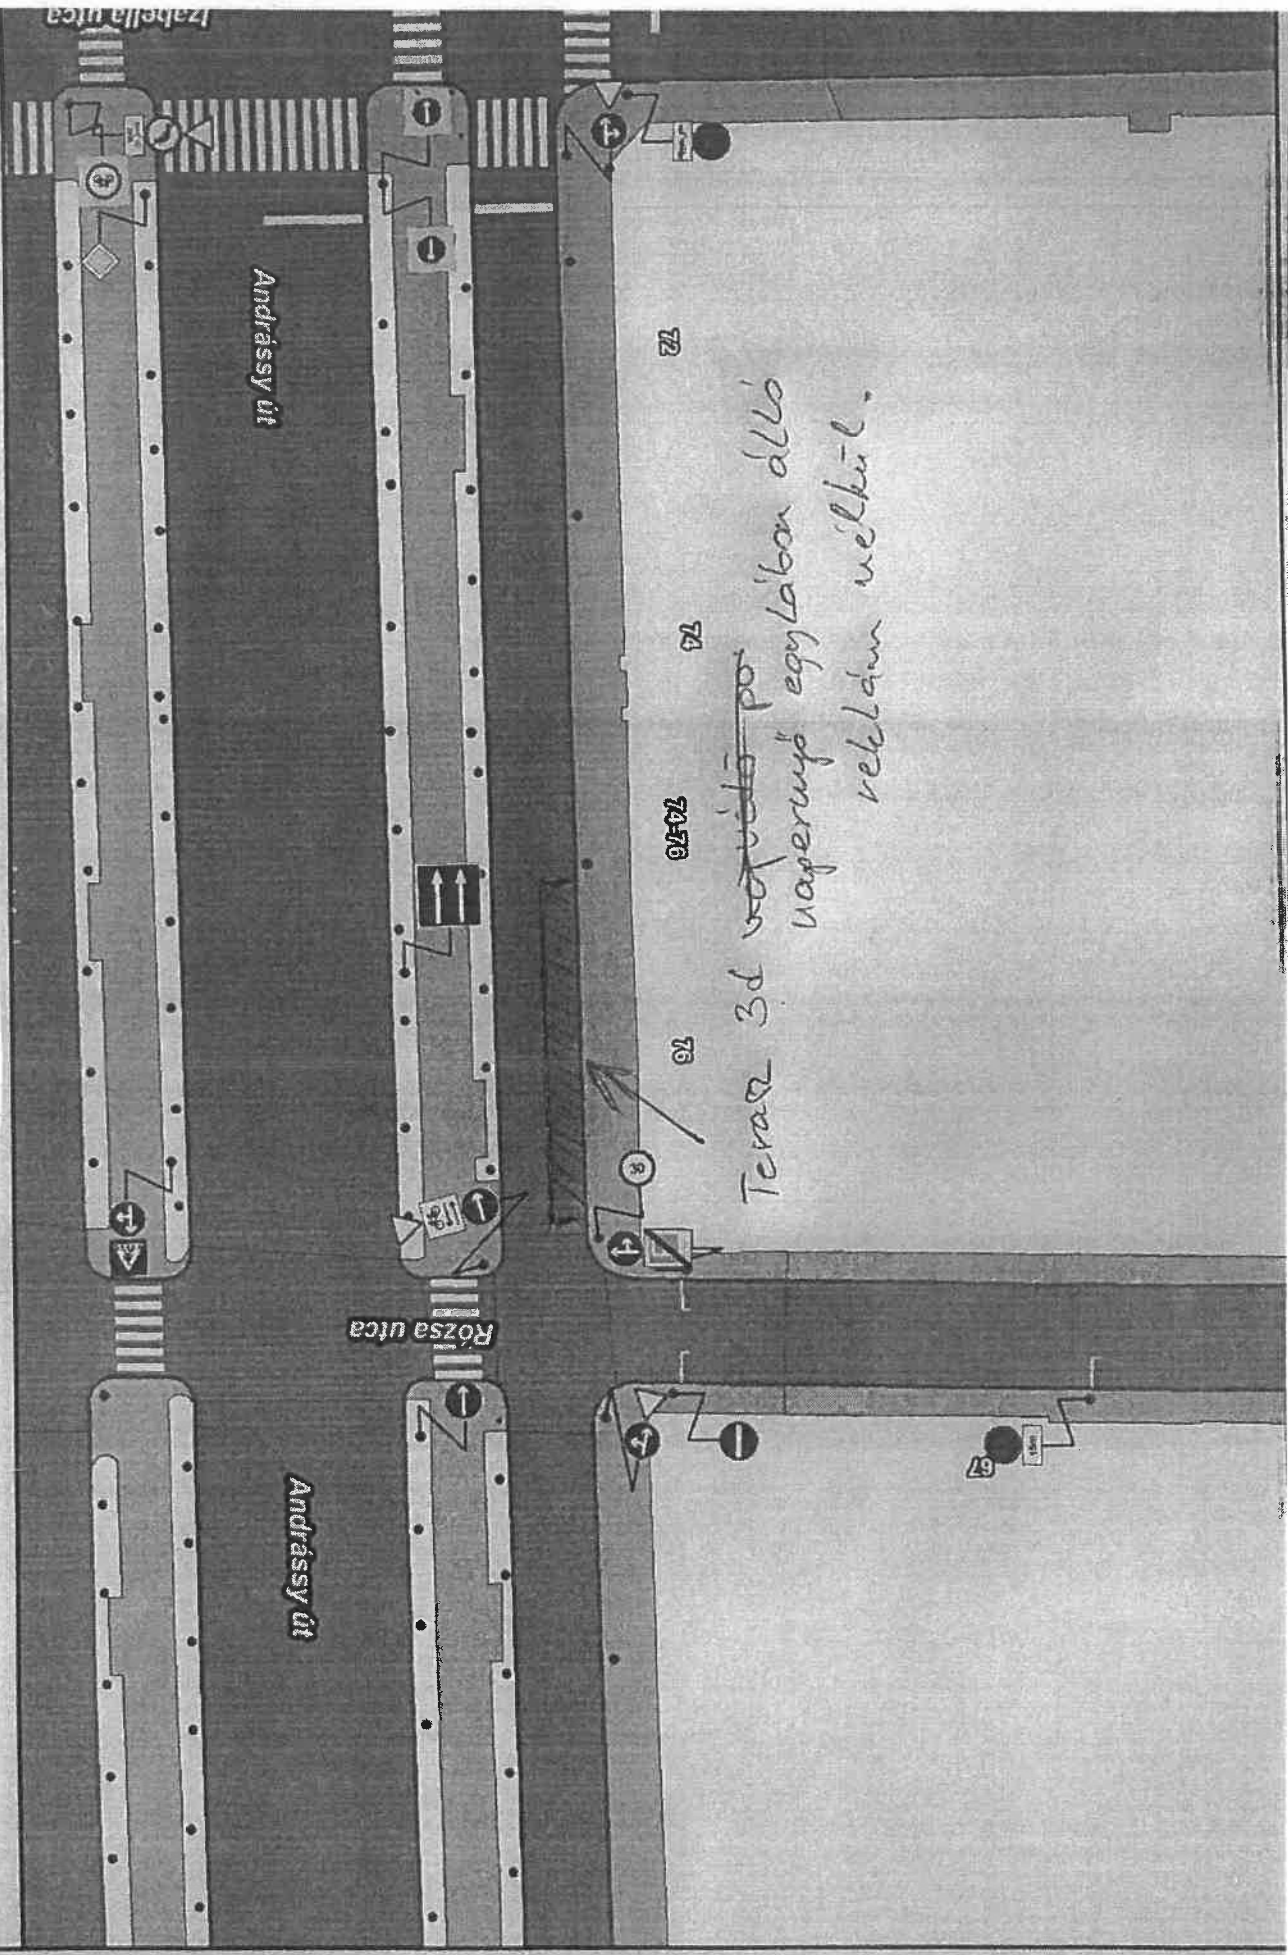 Izabella utca
Andrássy út
72
74
74-76
76
Terasz 3d
napernyő egylábon álló
reklám nélkül.
Rózsa utca
Andrássy út
67